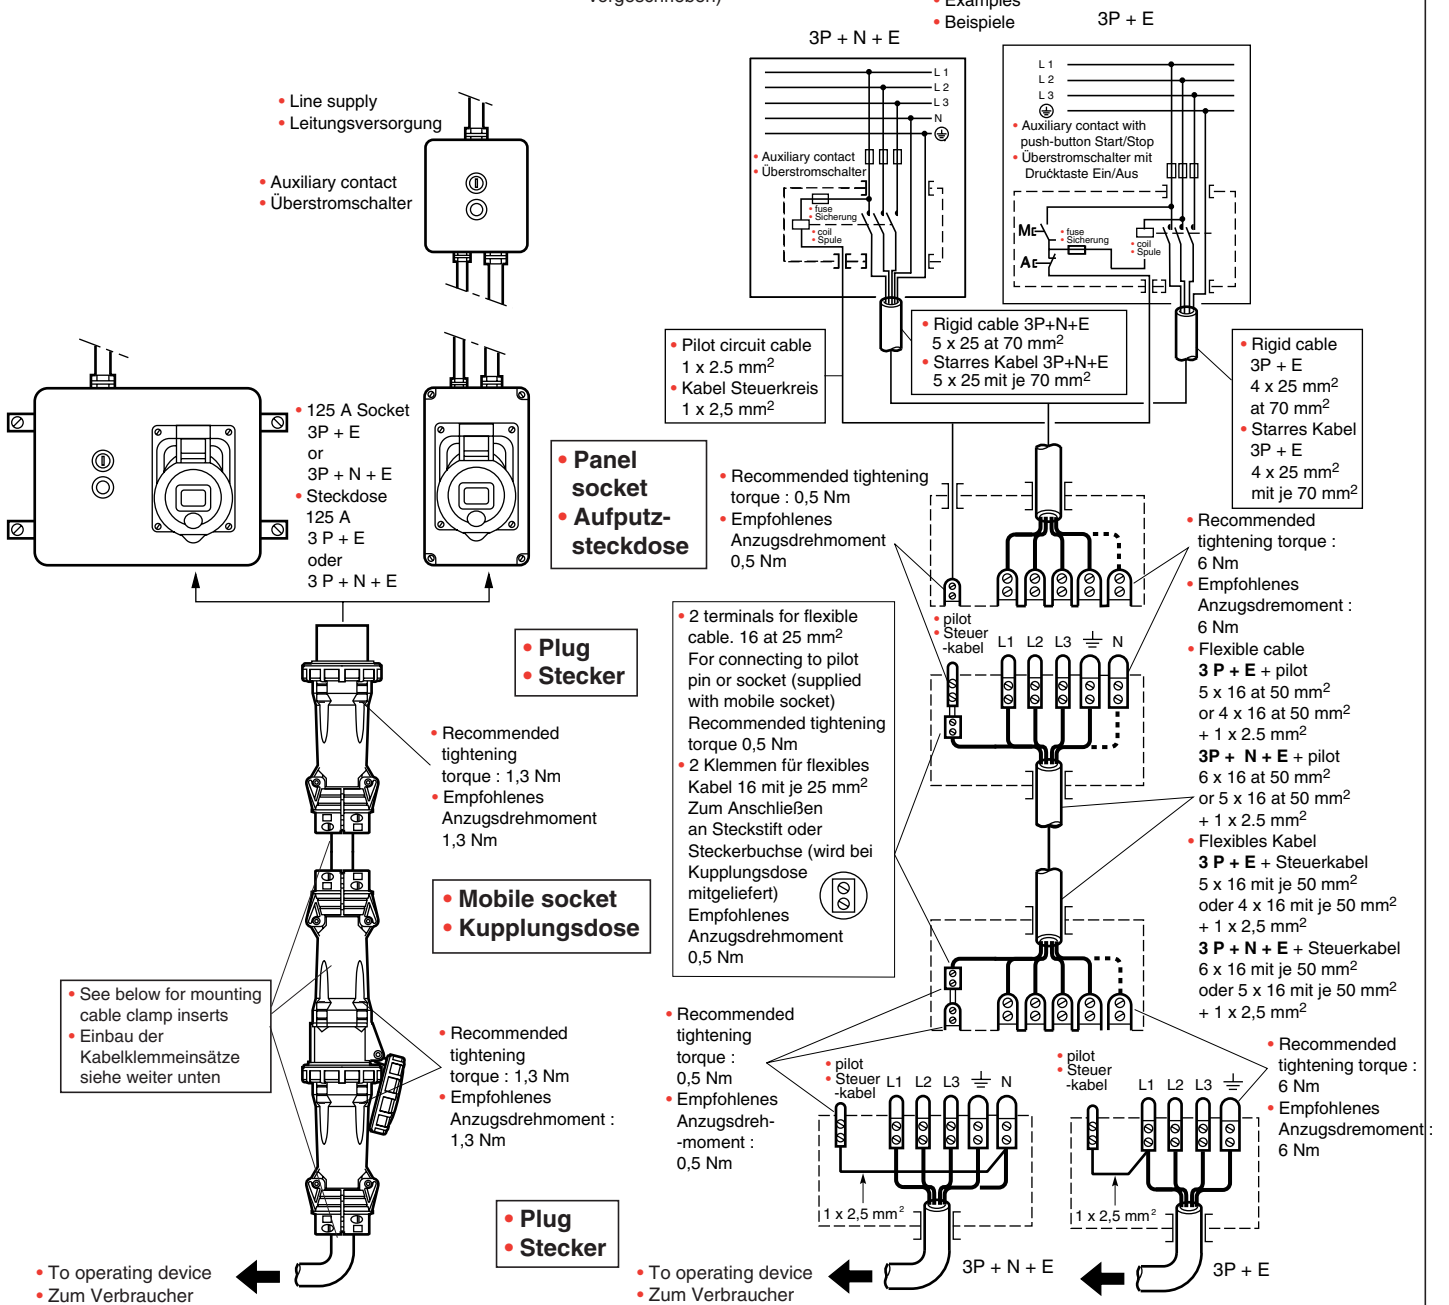 vorgeschrieben)
• Examples
• Beispiele
3P + N + E
3P + E
L 1
L 2
L 3
N
• Auxiliary contact
• Überstromschalter
• fuse
• Sicherung
• coil
• Spule
L 1
L 2
L 3
• Auxiliary contact with
push-button Start/Stop
• Überstromschalter mit
Drucktaste Ein/Aus
M
A
• fuse
• Sicherung
• coil
• Spule
• Line supply
• Leitungsversorgung
• Auxiliary contact
• Überstromschalter
• Pilot circuit cable
1 x 2.5 mm²
• Kabel Steuerkreis
1 x 2,5 mm²
• Rigid cable 3P+N+E
5 x 25 at 70 mm²
• Starres Kabel 3P+N+E
5 x 25 mit je 70 mm²
• Rigid cable
3P + E
4 x 25 mm²
at 70 mm²
• Starres Kabel
3P + E
4 x 25 mm²
mit je 70 mm²
• 125 A Socket
3P + E
or
3P + N + E
• Steckdose
125 A
3 P + E
oder
3 P + N + E
• Panel
socket
• Aufputz-
steckdose
• Recommended tightening
torque : 0,5 Nm
• Empfohlenes
Anzugsdrehmoment
0,5 Nm
• Recommended
tightening torque :
6 Nm
• Empfohlenes
Anzugsdremoment :
6 Nm
• Flexible cable
3 P + E + pilot
5 x 16 at 50 mm²
or 4 x 16 at 50 mm²
+ 1 x 2.5 mm²
3P + N + E + pilot
6 x 16 at 50 mm²
or 5 x 16 at 50 mm²
+ 1 x 2.5 mm²
• Flexibles Kabel
3 P + E + Steuerkabel
5 x 16 mit je 50 mm²
oder 4 x 16 mit je 50 mm²
+ 1 x 2,5 mm²
3 P + N + E + Steuerkabel
6 x 16 mit je 50 mm²
oder 5 x 16 mit je 50 mm²
+ 1 x 2,5 mm²
• Plug
• Stecker
• 2 terminals for flexible
cable. 16 at 25 mm²
For connecting to pilot
pin or socket (supplied
with mobile socket)
Recommended tightening
torque 0,5 Nm
• 2 Klemmen für flexibles
Kabel 16 mit je 25 mm²
Zum Anschließen
an Steckstift oder
Steckerbuchse (wird bei
Kupplungsdose
mitgeliefert)
Empfohlenes
Anzugsdrehmoment
0,5 Nm
• pilot
• Steuer
-kabel
L1 L2 L3 N
• Recommended
tightening
torque : 1,3 Nm
• Empfohlenes
Anzugsdrehmoment
1,3 Nm
• Mobile socket
• Kupplungsdose
• See below for mounting
cable clamp inserts
• Einbau der
Kabelklemmeinsätze
siehe weiter unten
• Recommended
tightening
torque : 1,3 Nm
• Empfohlenes
Anzugsdrehmoment :
1,3 Nm
• Recommended
tightening
torque :
0,5 Nm
• Empfohlenes
Anzugsdreh-
-moment :
0,5 Nm
• pilot
• Steuer
-kabel
L1 L2 L3 N
1 x 2,5 mm²
• pilot
• Steuer
-kabel
L1 L2 L3
1 x 2,5 mm²
• Recommended
tightening torque :
6 Nm
• Empfohlenes
Anzugsdremoment :
6 Nm
• Plug
• Stecker
• To operating device
• Zum Verbraucher
• To operating device
• Zum Verbraucher
3P + N + E
3P + E